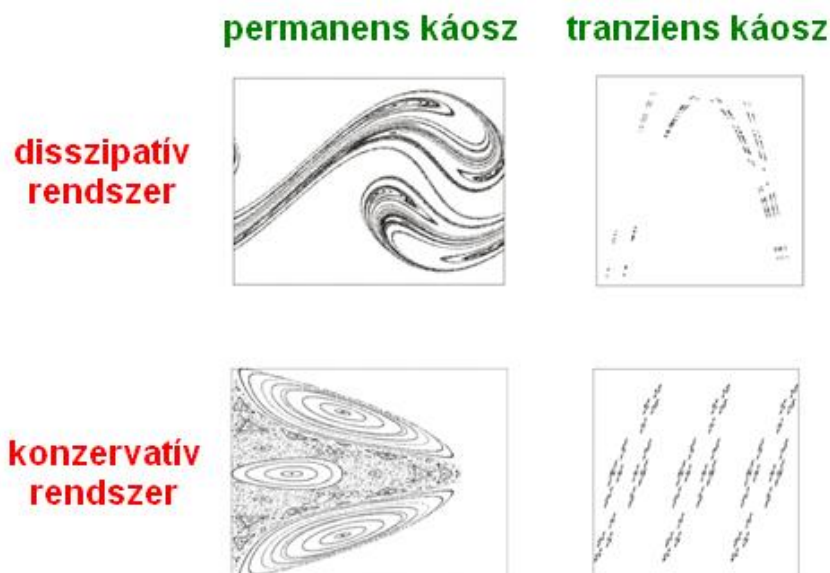 permanens káosz
tranziens káosz
disszipatív
rendszer
konzervatív
rendszer